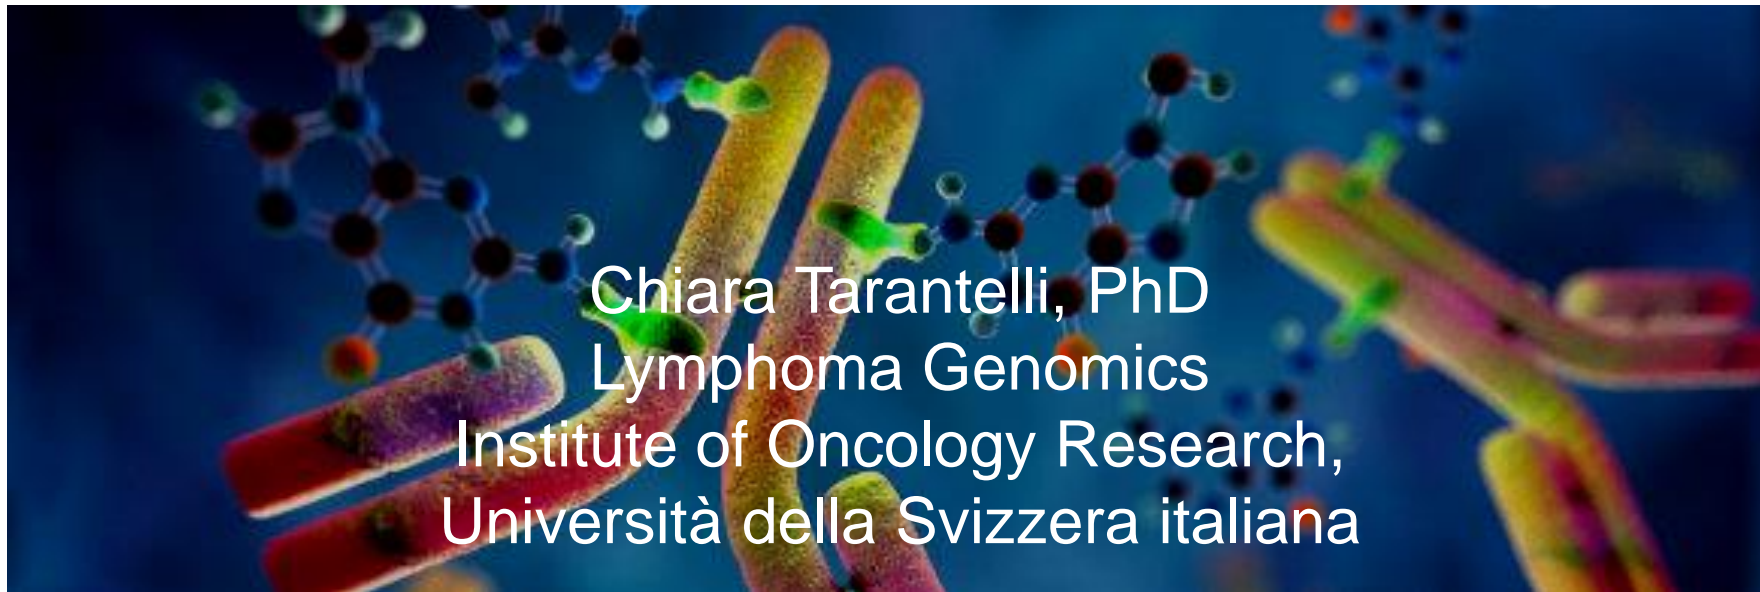 Chiara Tarantelli, PhD
Lymphoma Genomics
Institute of Oncology Research,
Università della Svizzera italiana